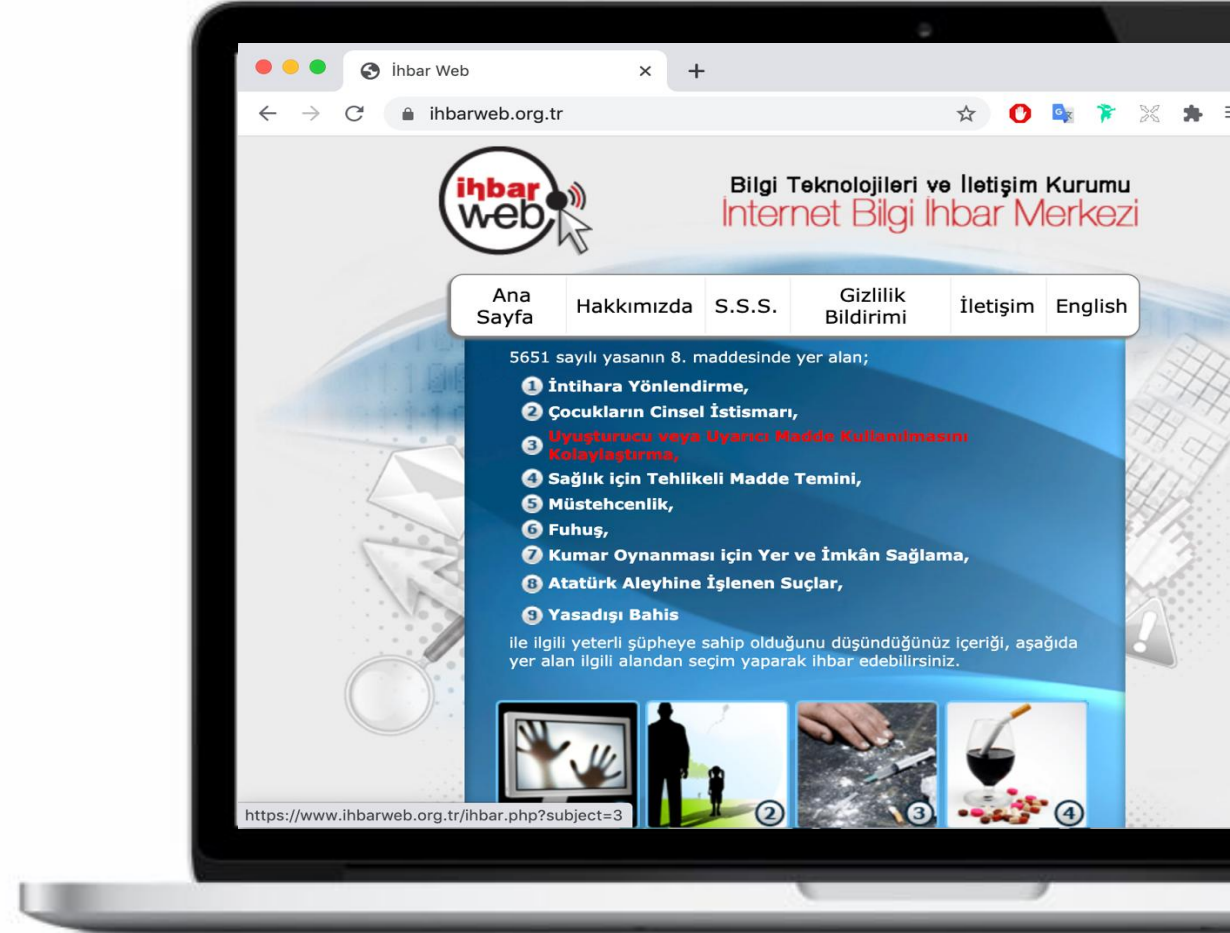 İhbar Web
ihbarweb.org.tr
ihbar
web
Bilgi Teknolojileri ve İletişim Kurumu
İnternet Bilgi İhbar Merkezi
Ana Sayfa
Hakkımızda
S.S.S.
Gizlilik Bildirimi
İletişim
English
5651 sayılı yasanın 8. maddesinde yer alan;
1 İntihara Yönlendirme,
2 Çocukların Cinsel İstismarı,
3 Uyuşturucu veya Uyarıcı Madde Kullanılmasını
Kolaylaştırma,
4 Sağlık için Tehlikeli Madde Temini,
5 Müstehcenlik,
6 Fuhuş,
7 Kumar Oynanması için Yer ve İmkân Sağlama,
8 Atatürk Aleyhine İşlenen Suçlar,
9 Yasadışı Bahis
ile ilgili yeterli şüpheye sahip olduğunu düşündüğünüz içeriği, aşağıda
yer alan ilgili alandan seçim yaparak ihbar edebilirsiniz.
2
3
4
https://www.ihbarweb.org.tr/ihbar.php?subject=3